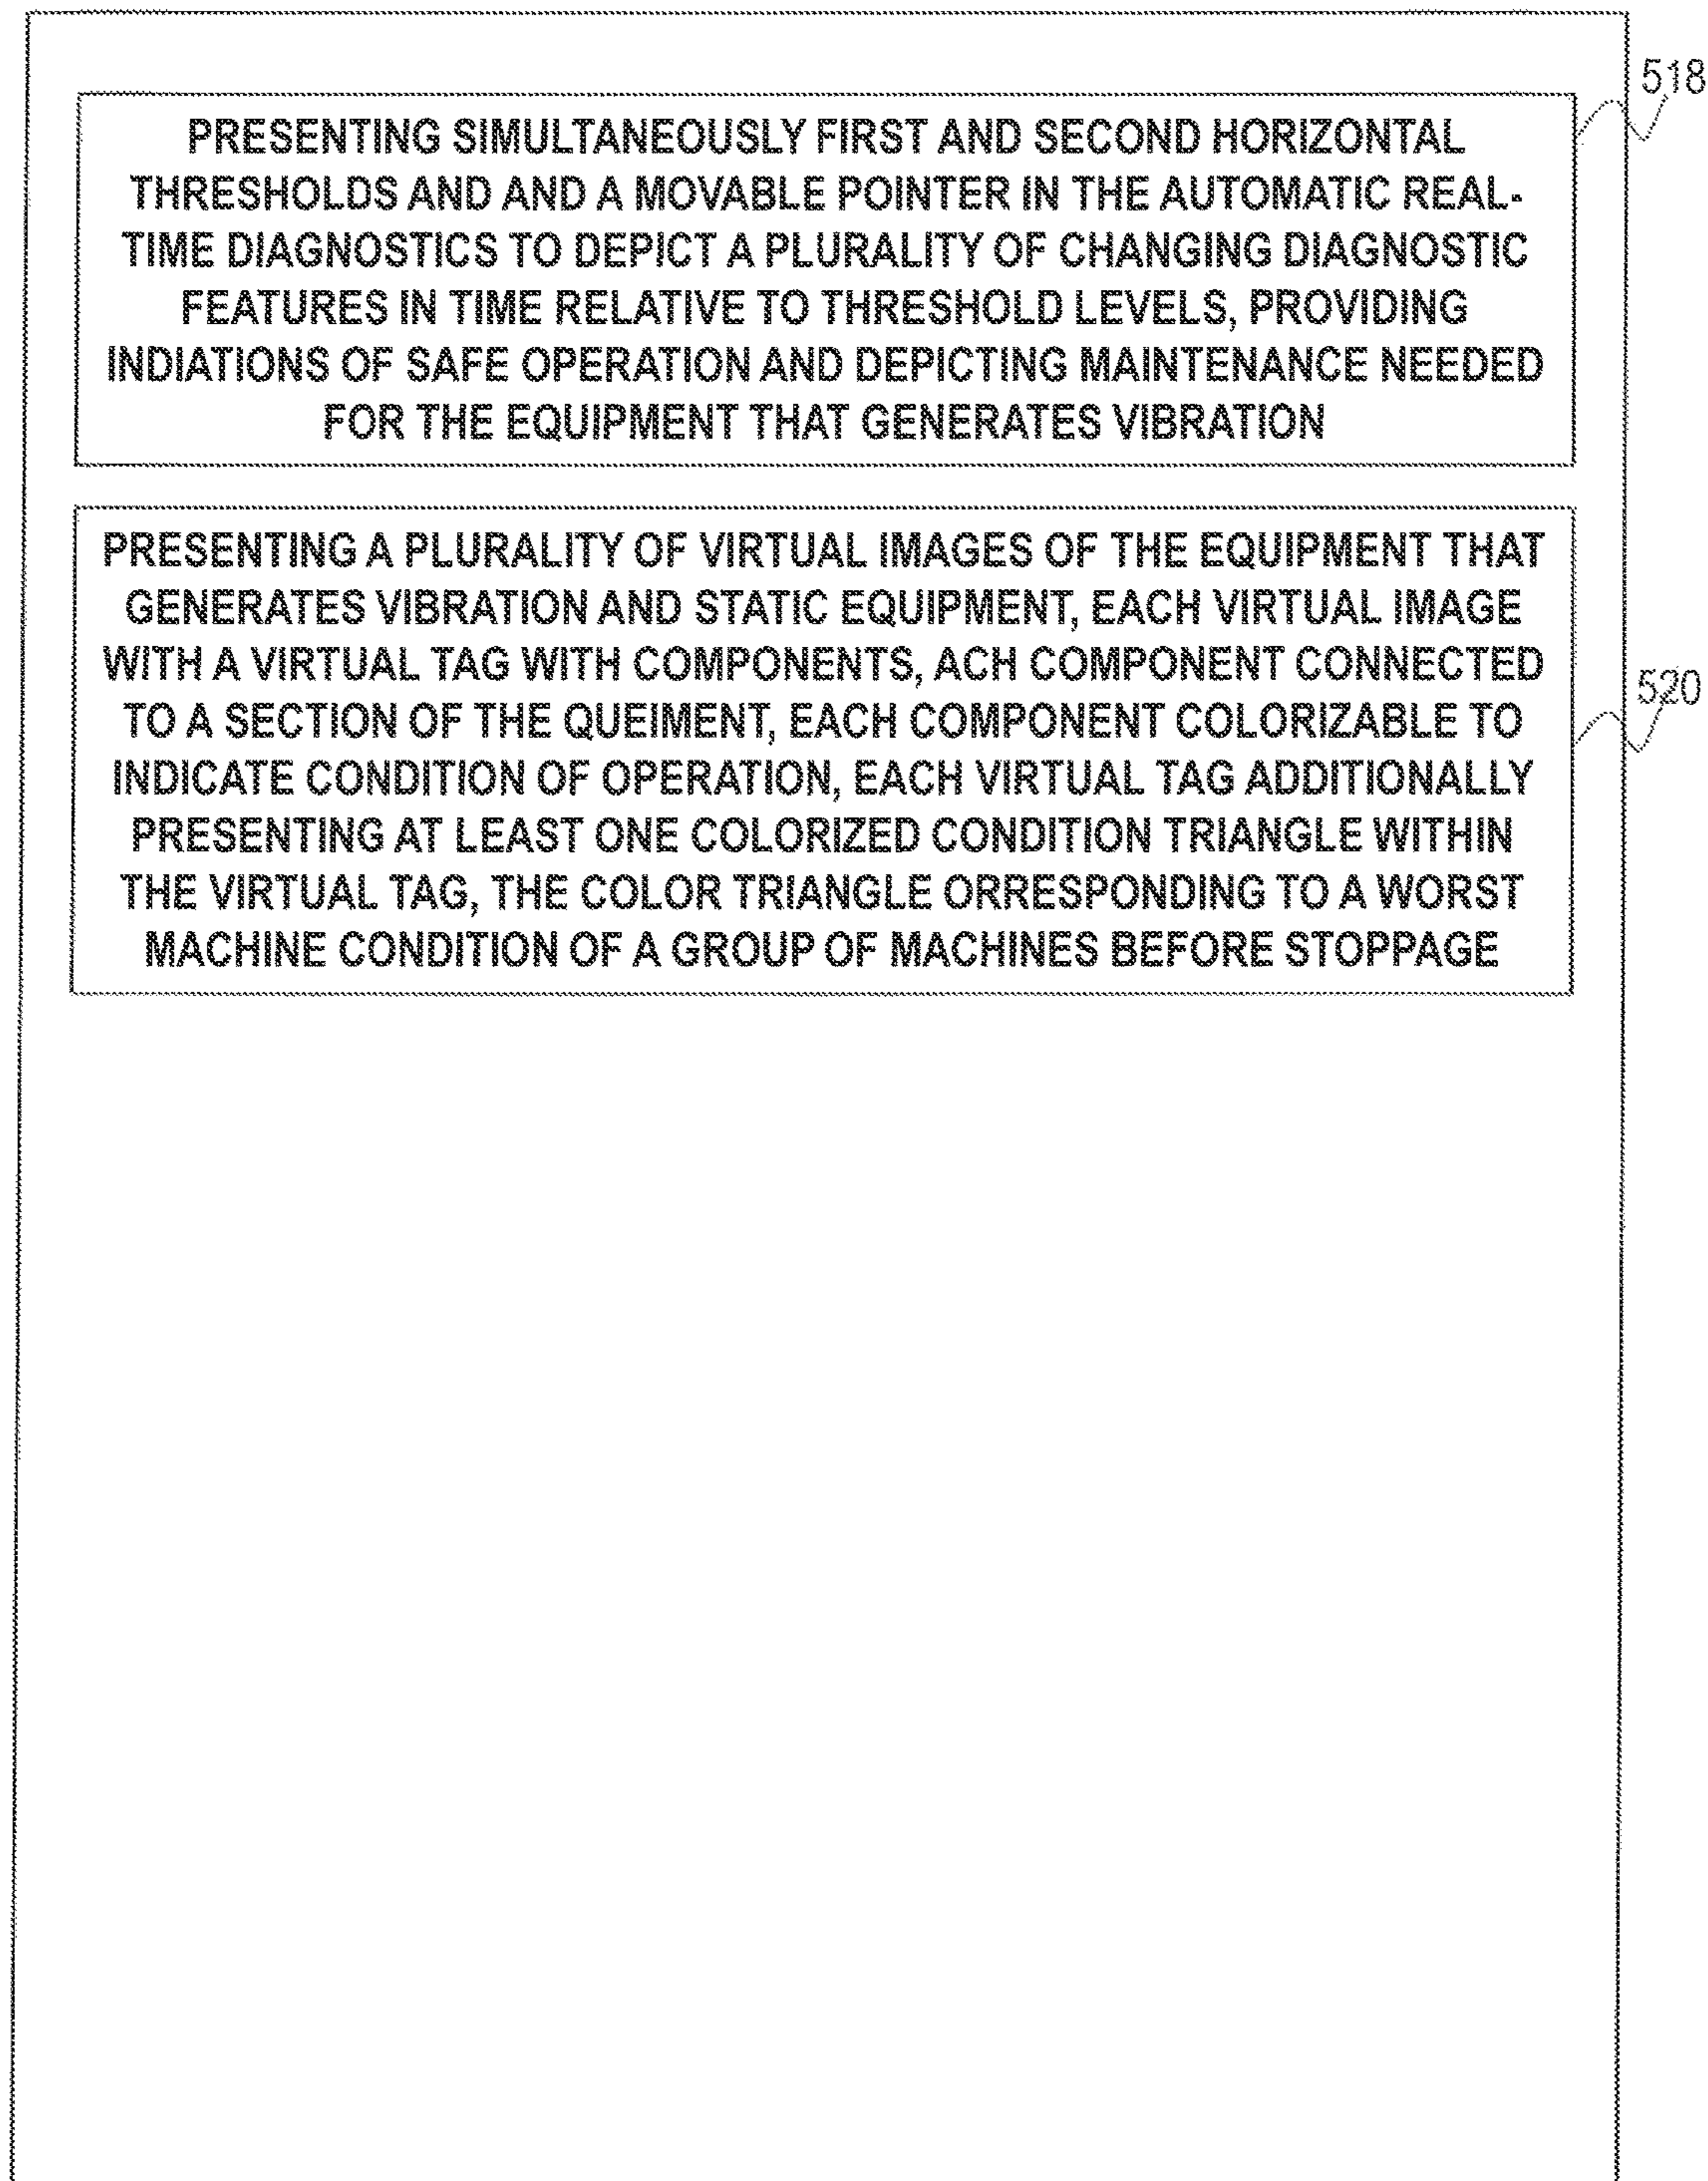 518
PRESENTING SIMULTANEOUSLY FIRST AND SECOND HORIZONTAL
THRESHOLDS AND AND A MOVABLE POINTER IN THE AUTOMATIC REAL-
TIME DIAGNOSTICS TO DEPICT A PLURALITY OF CHANGING DIAGNOSTIC
FEATURES IN TIME RELATIVE TO THRESHOLD LEVELS, PROVIDING
INDIATIONS OF SAFE OPERATION AND DEPICTING MAINTENANCE NEEDED
FOR THE EQUIPMENT THAT GENERATES VIBRATION
520
PRESENTING A PLURALITY OF VIRTUAL IMAGES OF THE EQUIPMENT THAT
GENERATES VIBRATION AND STATIC EQUIPMENT, EACH VIRTUAL IMAGE
WITH A VIRTUAL TAG WITH COMPONENTS, ACH COMPONENT CONNECTED
TO A SECTION OF THE QUEIMENT, EACH COMPONENT COLORIZABLE TO
INDICATE CONDITION OF OPERATION, EACH VIRTUAL TAG ADDITIONALLY
PRESENTING AT LEAST ONE COLORIZED CONDITION TRIANGLE WITHIN
THE VIRTUAL TAG, THE COLOR TRIANGLE ORRESPONDING TO A WORST
MACHINE CONDITION OF A GROUP OF MACHINES BEFORE STOPPAGE